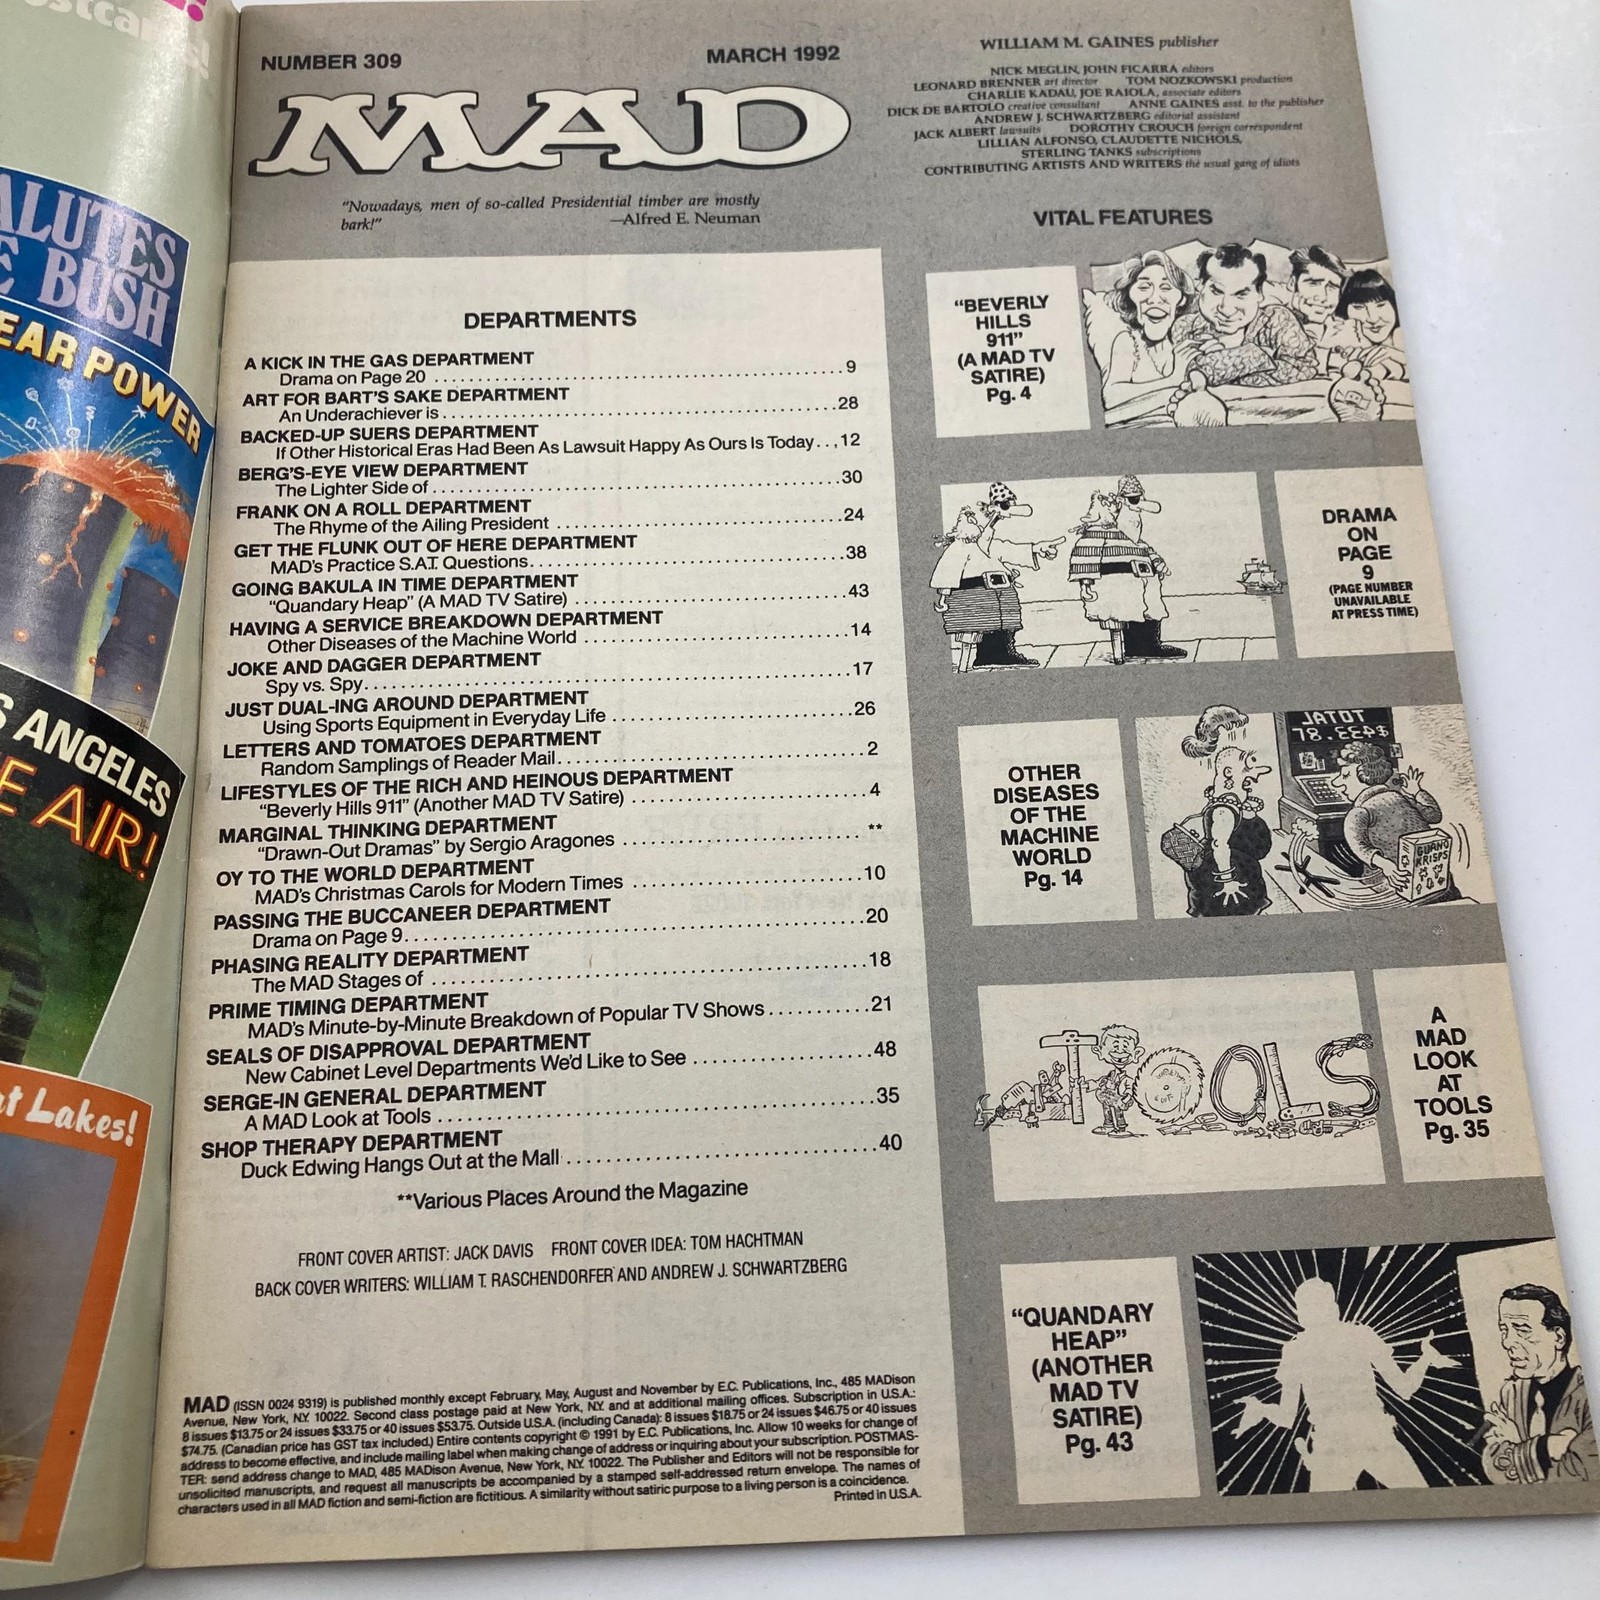 ostcards!
ALUTES
E BUSH
EAR POWER
S ANGELES
E AIR!
at Lakes!
NUMBER 309
MARCH 1992
MAD
"Nowadays, men of so-called Presidential timber are mostly
bark!"
—Alfred E. Neuman
WILLIAM M. GAINES publisher
NICK MEGLIN, JOHN FICARRA editors
LEONARD BRENNER art director TOM NOZKOWSKI production
CHARLIE KADAU, JOE RAIOLA, associate editors
DICK DE BARTOLO creative consultant ANNE GAINES asst. to the publisher
ANDREW J. SCHWARTZBERG editorial assistant
JACK ALBERT lawsuits DOROTHY CROUCH foreign correspondent
LILLIAN ALFONSO, CLAUDETTE NICHOLS,
STERLING TANKS subscriptions
CONTRIBUTING ARTISTS AND WRITERS the usual gang of idiots
DEPARTMENTS
A KICK IN THE GAS DEPARTMENT
Drama on Page 20 ........ 9
ART FOR BART'S SAKE DEPARTMENT
An Underachiever is ........ 28
BACKED-UP SUERS DEPARTMENT
If Other Historical Eras Had Been As Lawsuit Happy As Ours Is Today...12
BERG'S-EYE VIEW DEPARTMENT
The Lighter Side of ........ 30
FRANK ON A ROLL DEPARTMENT
The Rhyme of the Ailing President ........ 24
GET THE FLUNK OUT OF HERE DEPARTMENT
MAD's Practice S.A.T. Questions ........ 38
GOING BAKULA IN TIME DEPARTMENT
"Quandary Heap" (A MAD TV Satire) ........ 43
HAVING A SERVICE BREAKDOWN DEPARTMENT
Other Diseases of the Machine World ........ 14
JOKE AND DAGGER DEPARTMENT
Spy vs. Spy ........ 17
JUST DUAL-ING AROUND DEPARTMENT
Using Sports Equipment in Everyday Life ........ 26
LETTERS AND TOMATOES DEPARTMENT
Random Samplings of Reader Mail ........ 2
LIFESTYLES OF THE RICH AND HEINOUS DEPARTMENT
"Beverly Hills 911" (Another MAD TV Satire) ........ 4
MARGINAL THINKING DEPARTMENT
"Drawn-Out Dramas" by Sergio Aragones ........ **
OY TO THE WORLD DEPARTMENT
MAD's Christmas Carols for Modern Times ........ 10
PASSING THE BUCCANEER DEPARTMENT
Drama on Page 9 ........ 20
PHASING REALITY DEPARTMENT
The MAD Stages of ........ 18
PRIME TIMING DEPARTMENT
MAD's Minute-by-Minute Breakdown of Popular TV Shows ........ 21
SEALS OF DISAPPROVAL DEPARTMENT
New Cabinet Level Departments We'd Like to See ........ 48
SERGE-IN GENERAL DEPARTMENT
A MAD Look at Tools ........ 35
SHOP THERAPY DEPARTMENT
Duck Edwing Hangs Out at the Mall ........ 40
**Various Places Around the Magazine
FRONT COVER ARTIST: JACK DAVIS FRONT COVER IDEA: TOM HACHTMAN
BACK COVER WRITERS: WILLIAM T. RASCHENDORFER AND ANDREW J. SCHWARTZBERG
MAD (ISSN 0024 9319) is published monthly except February, May, August and November by E.C. Publications, Inc., 485 MADison
Avenue, New York, N.Y. 10022. Second class postage paid at New York, N.Y. and at additional mailing offices. Subscription in U.S.A.:
8 issues $13.75 or 24 issues $33.75 or 40 issues $53.75. Outside U.S.A. (including Canada): 8 issues $18.75 or 24 issues $46.75 or 40 issues
$74.75. (Canadian price has GST tax included.) Entire contents copyright © 1991 by E.C. Publications, Inc. Allow 10 weeks for change of
address to become effective, and include mailing label when making change of address or inquiring about your subscription. POSTMAS-
TER: send address change to MAD, 485 MADison Avenue, New York, N.Y. 10022. The Publisher and Editors will not be responsible for
unsolicited manuscripts, and request all manuscripts be accompanied by a stamped self-addressed return envelope. The names of
characters used in all MAD fiction and semi-fiction are fictitious. A similarity without satiric purpose to a living person is a coincidence.
Printed in U.S.A.
VITAL FEATURES
"BEVERLY
HILLS
911"
(A MAD TV
SATIRE)
Pg. 4
DRAMA
ON
PAGE
9
(PAGE NUMBER
UNAVAILABLE
AT PRESS TIME)
OTHER
DISEASES
OF THE
MACHINE
WORLD
Pg. 14
GUANO
KRISPS
TOOLS
A
MAD
LOOK
AT
TOOLS
Pg. 35
"QUANDARY
HEAP"
(ANOTHER
MAD TV
SATIRE)
Pg. 43